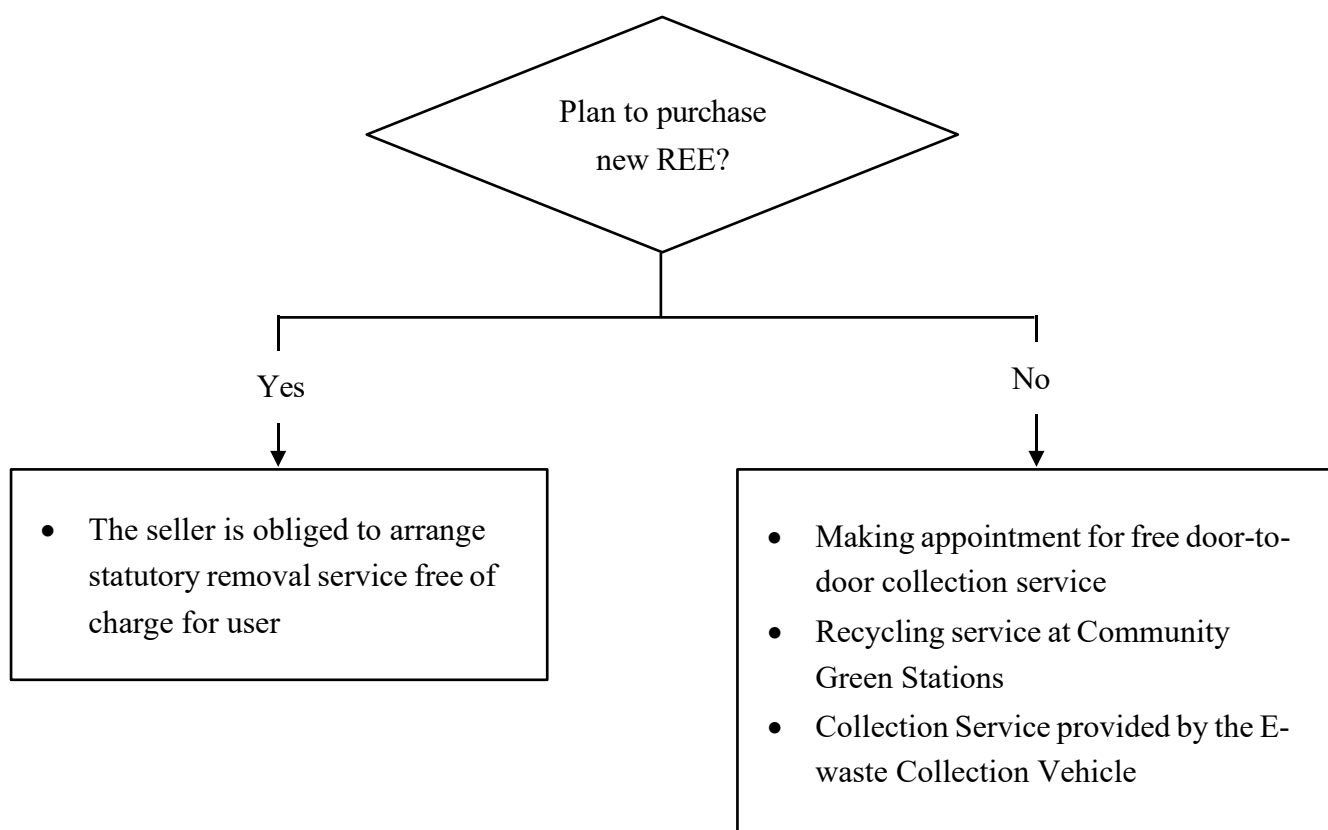 Plan to purchase
new REE?
Yes
No
• The seller is obliged to arrange
statutory removal service free of
charge for user
• Making appointment for free door-to-
door collection service
• Recycling service at Community
Green Stations
• Collection Service provided by the E-
waste Collection Vehicle